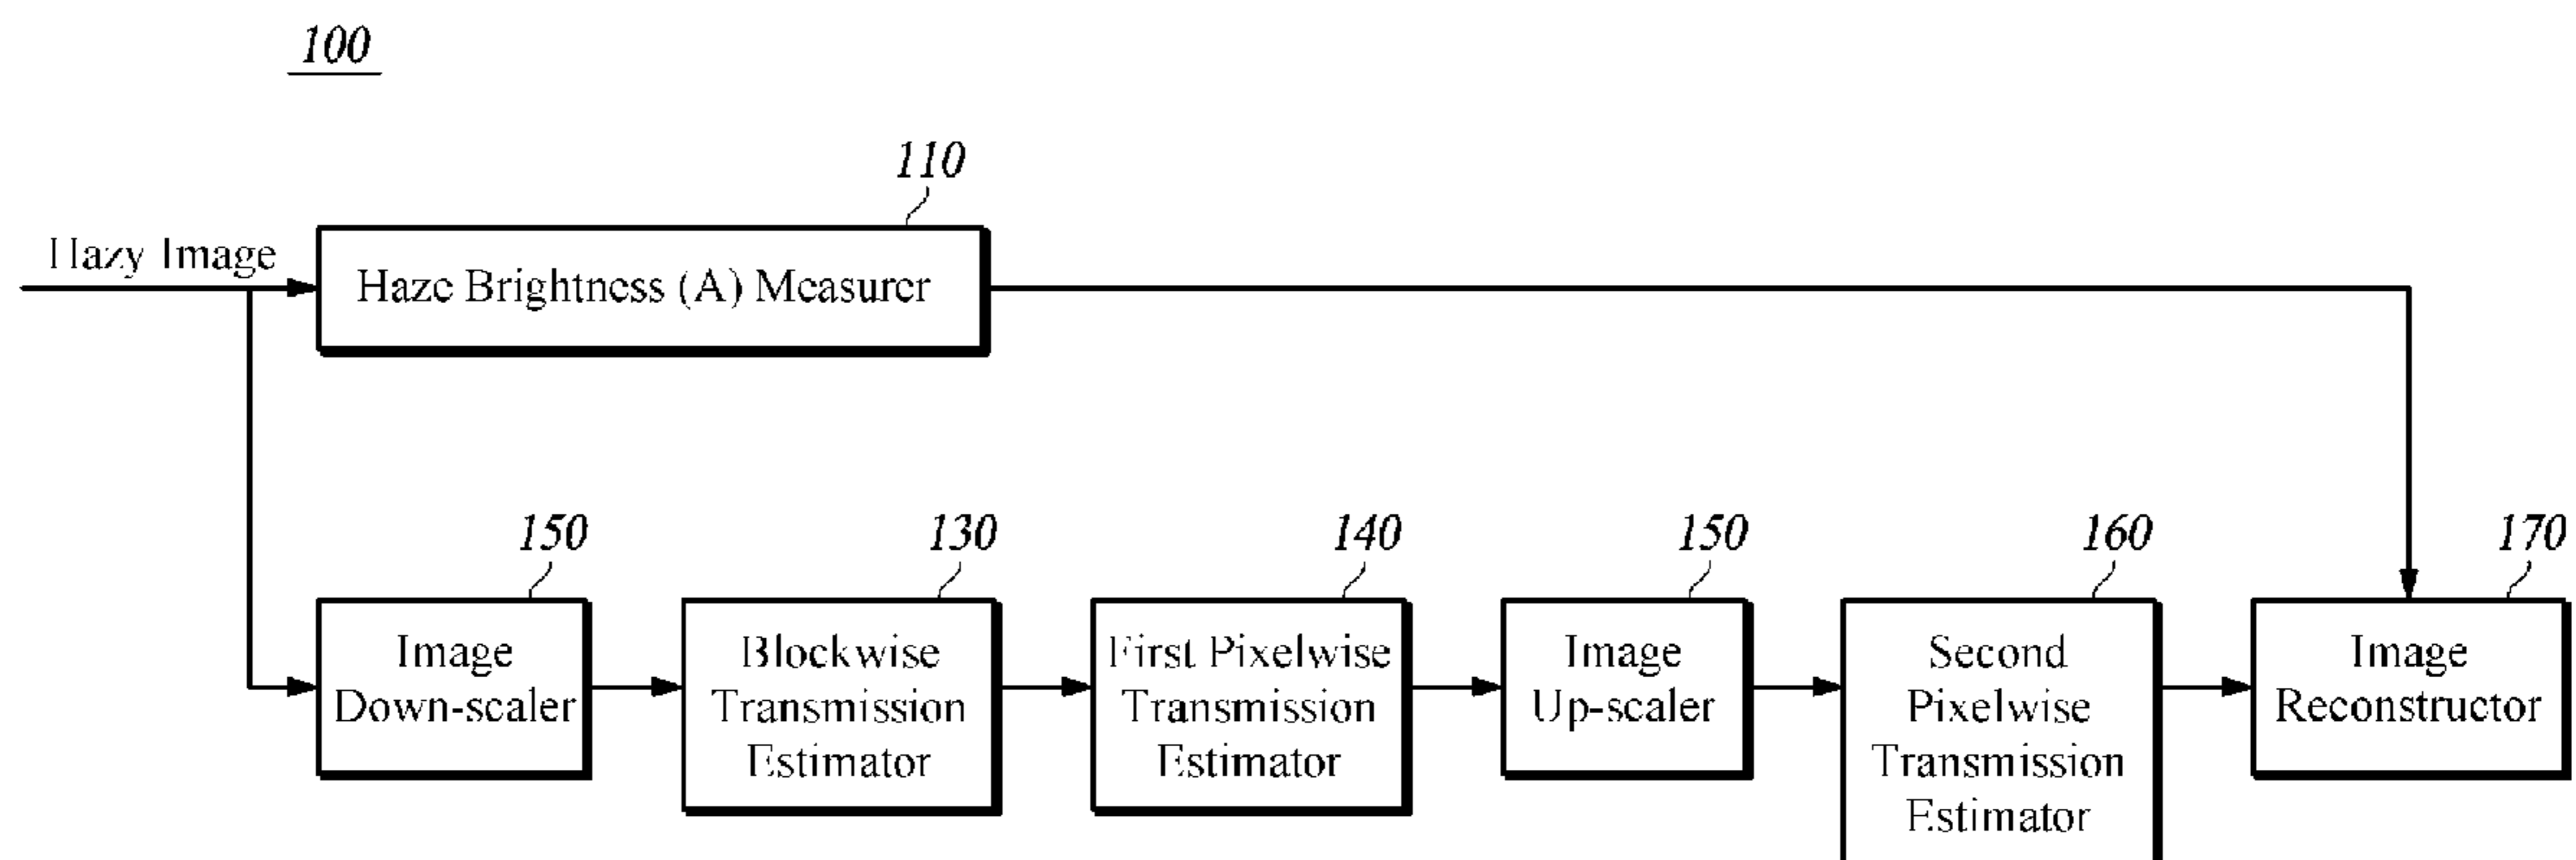 100
110
Hazy Image
Haze Brightness (A) Measurer
150
130
140
150
160
170
Image
Down-scaler
Blockwise
Transmission
Estimator
First Pixelwise
Transmission
Estimator
Image
Up-scaler
Second
Pixelwise
Transmission
Estimator
Image
Reconstructor